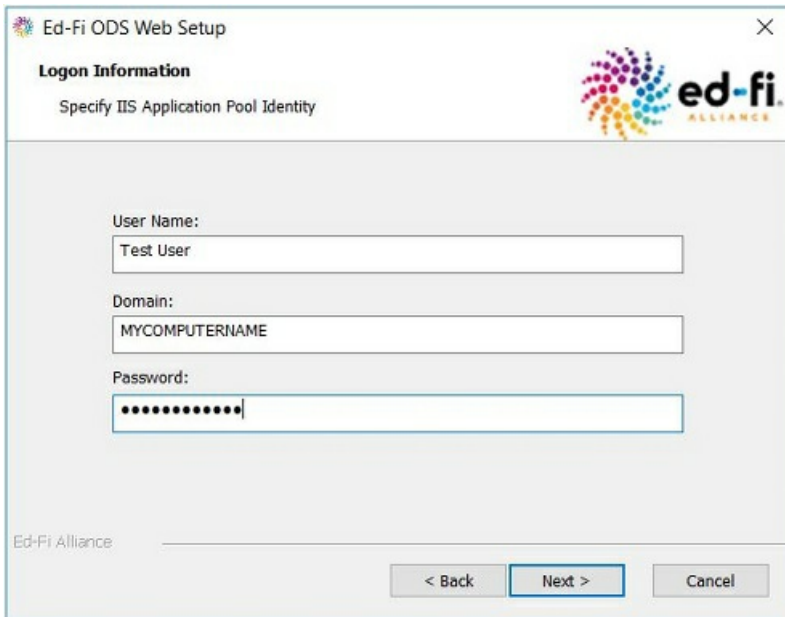 Ed-Fi ODS Web Setup
Logon Information
Specify IIS Application Pool Identity
ed-fi.
ALLIANCE
User Name:
Test User
Domain:
MYCOMPUTERNAME
Password:
••••••••••••
Ed-Fi Alliance
< Back Next > Cancel